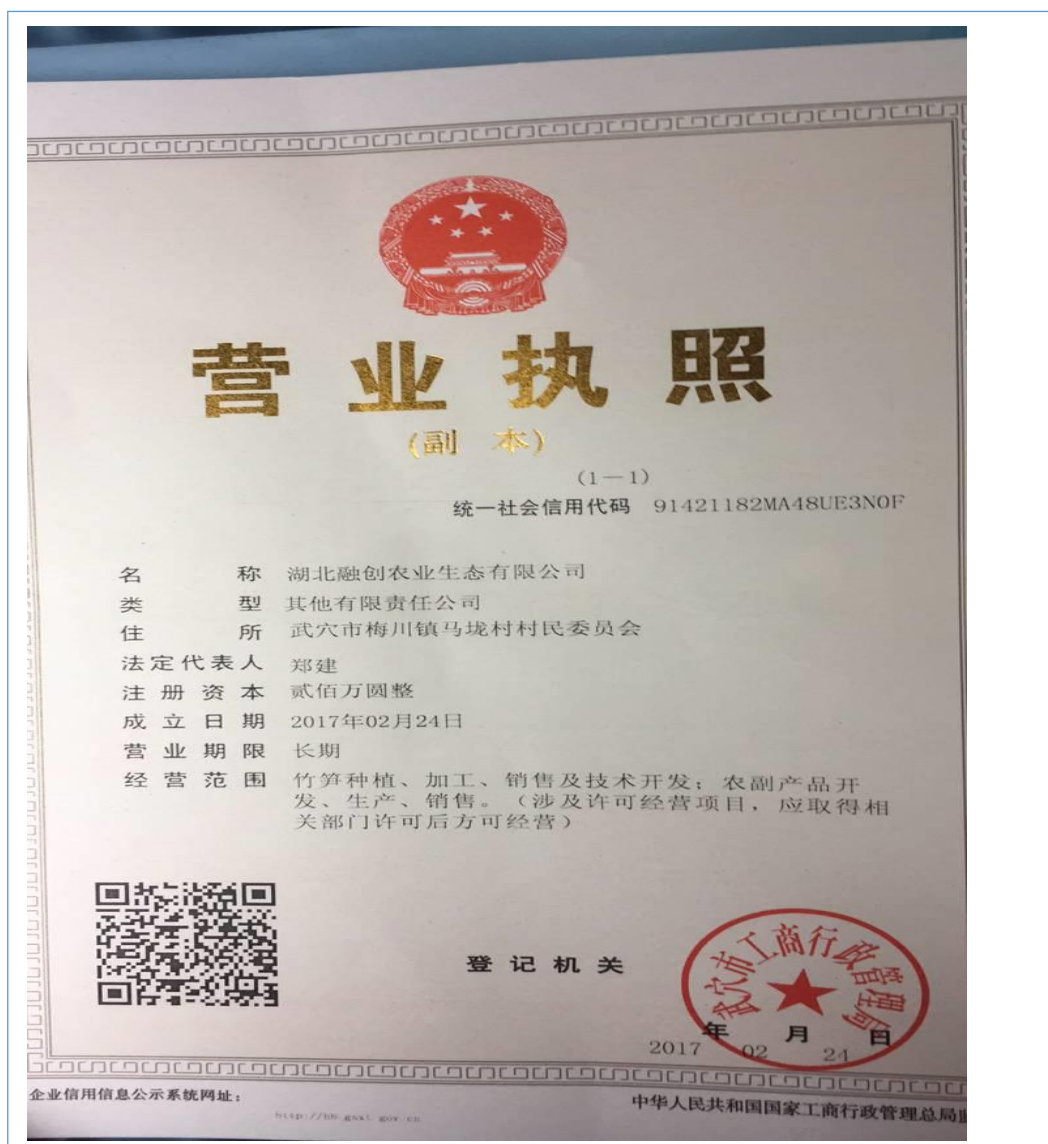 营业执照
(副 本)
(1-1)
统一社会信用代码 91421182MA48UE3N0F
名 称 湖北融创农业生态有限公司
类 型 其他有限责任公司
住 所 武穴市梅川镇马垅村村民委员会
法定代表人 郑建
注册资本 贰佰万圆整
成立日期 2017年02月24日
营业期限 长期
经营范围 竹笋种植、加工、销售及技术开发；农副产品开
发、生产、销售。（涉及许可经营项目，应取得相
关部门许可后方可经营）
武穴市工商行政管理局
登记机关
年 月 日
2017 02 24
企业信用信息公示系统网址：
http://hb.gsxt.gov.cn
中华人民共和国国家工商行政管理总局监